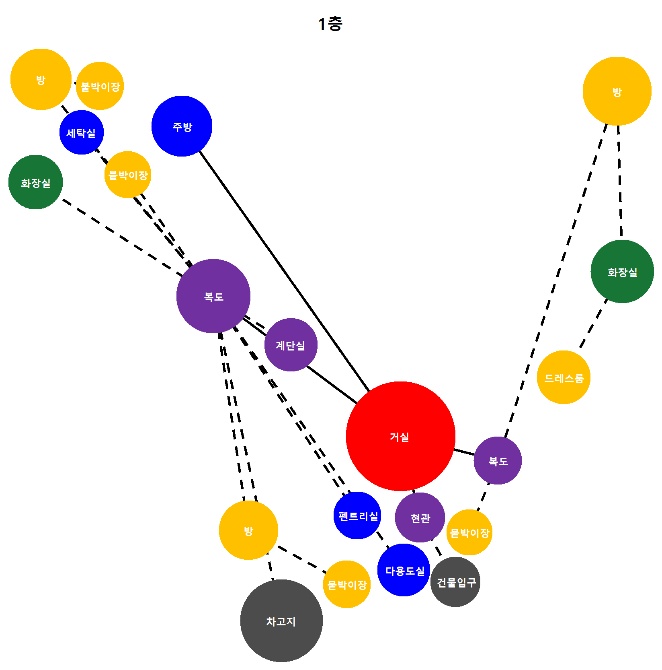 1층
방
붙박이장
방
주방
세탁실
붙박이장
화장실
화장실
복도
계단실
드레스룸
거실
복도
펜트리실
현관
방
붙박이장
다용도실
건물입구
붙박이장
차고지